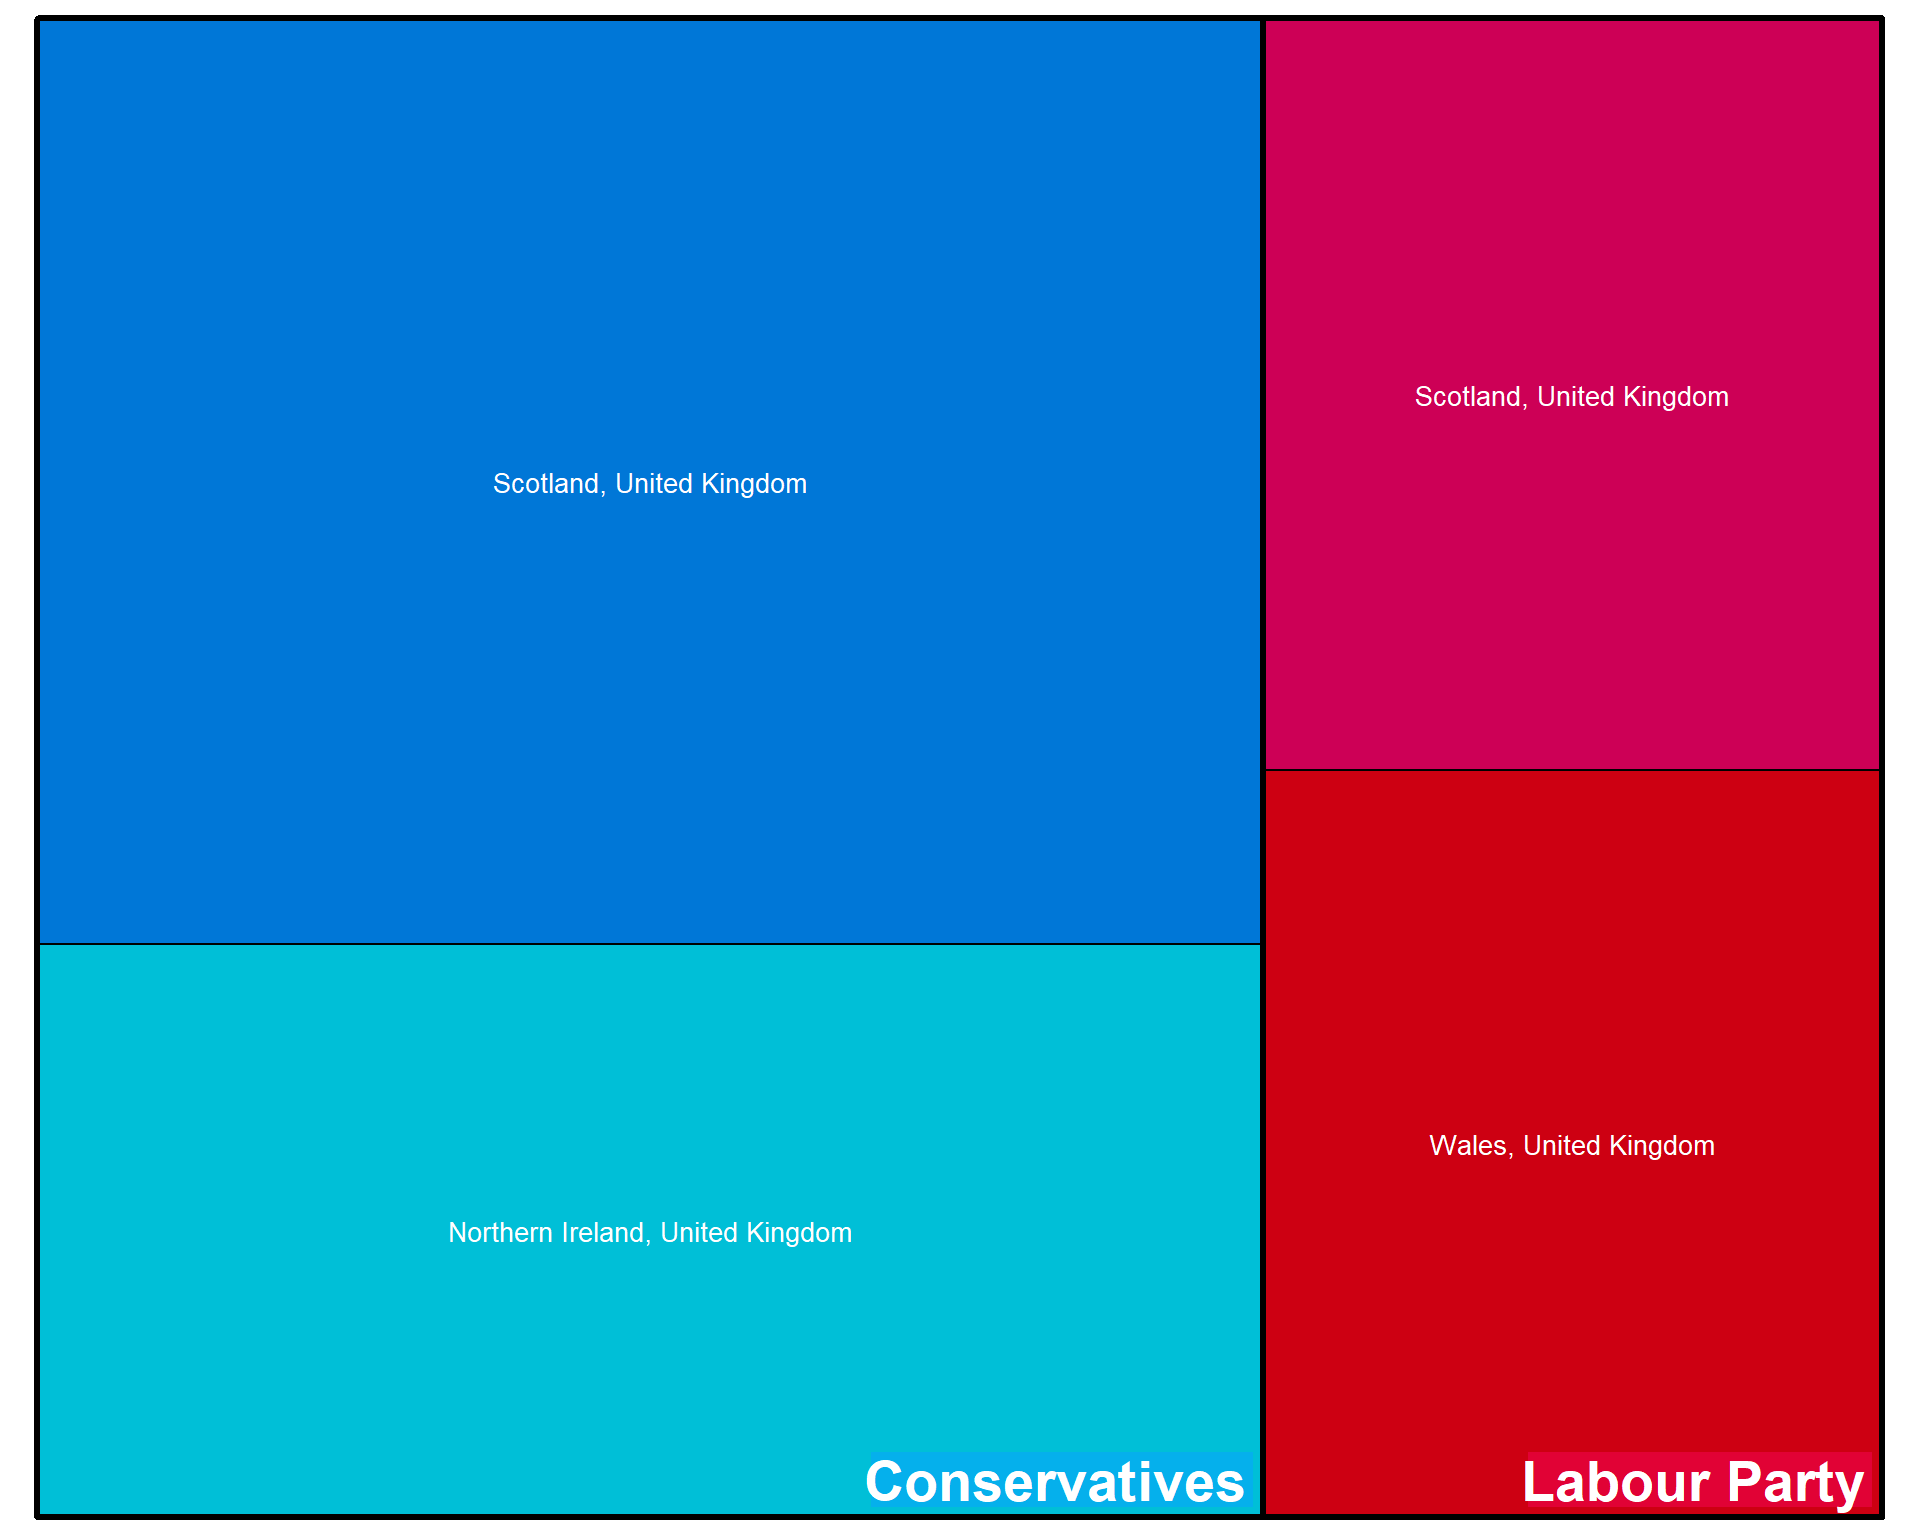 Scotland, United Kingdom
Scotland, United Kingdom
Northern Ireland, United Kingdom
Wales, United Kingdom
Conservatives
Labour Party